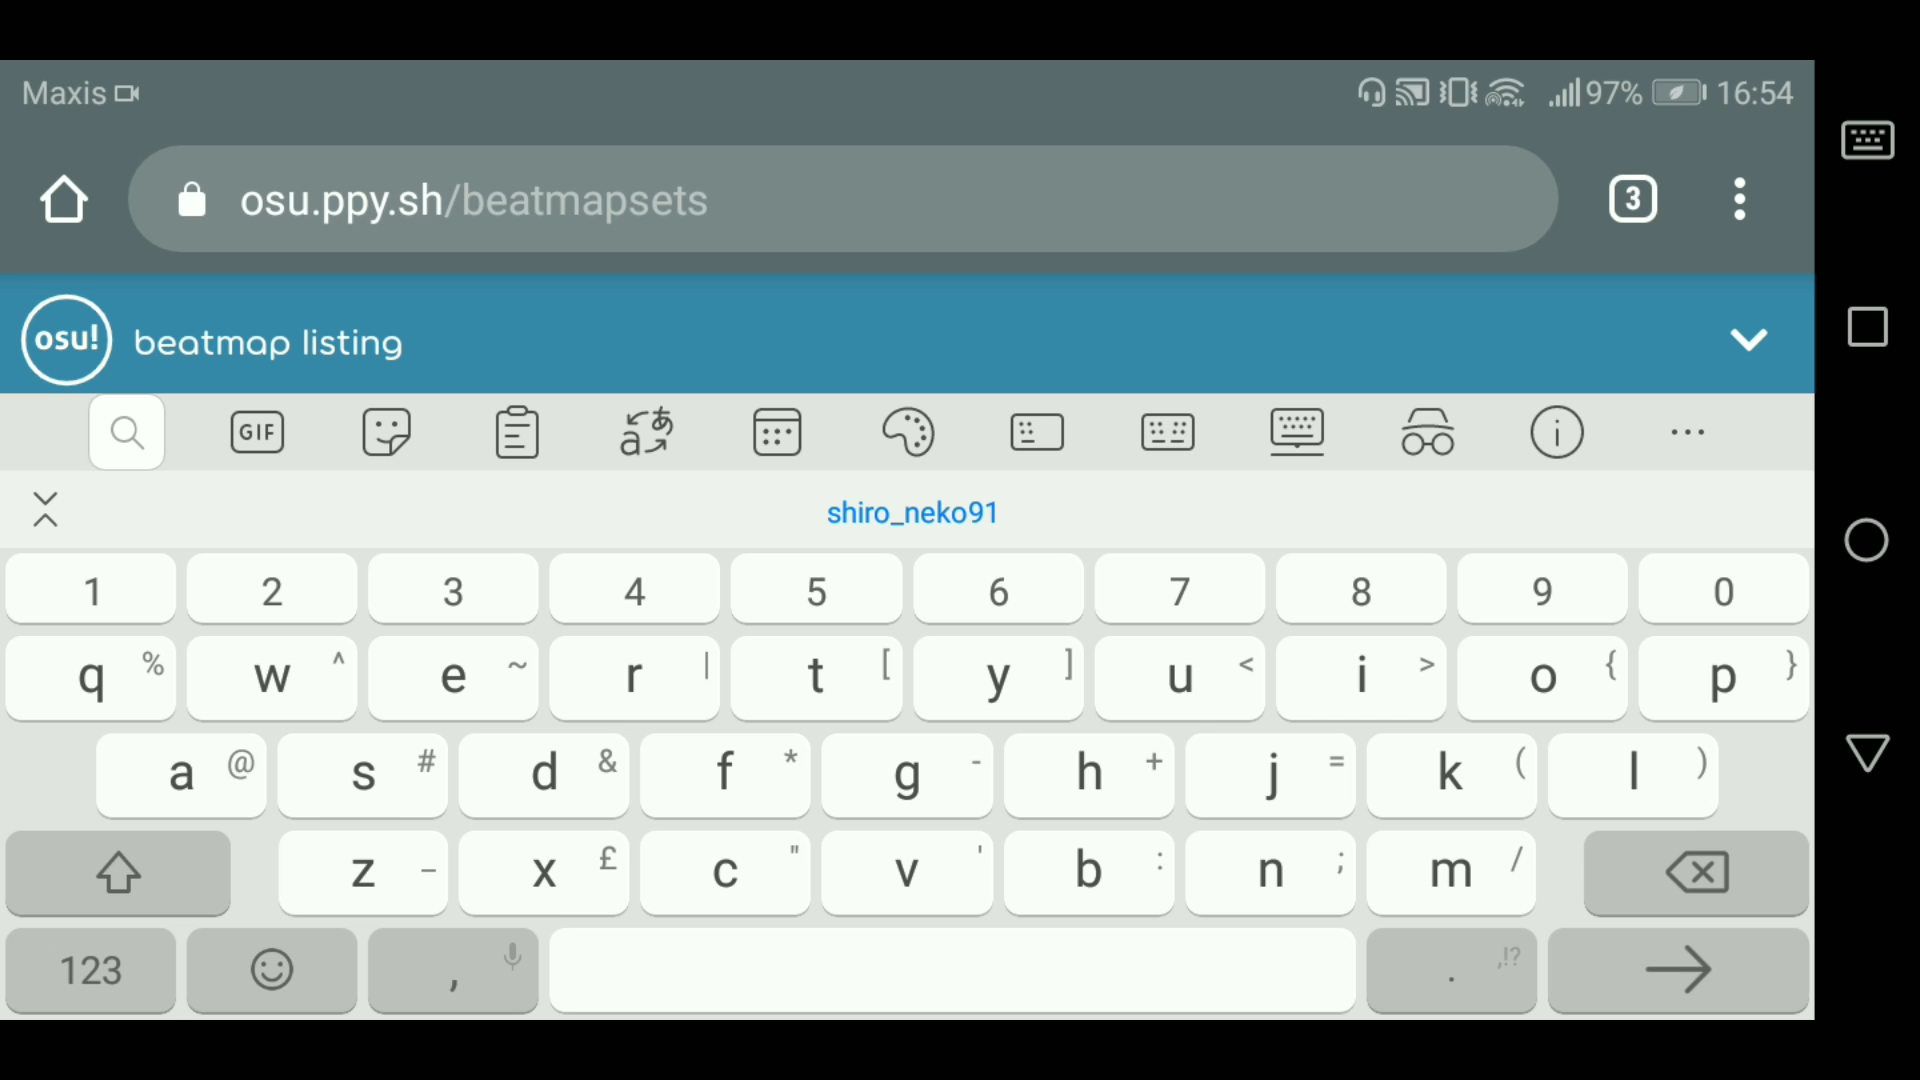 Maxis 97% 16:54
osu.ppy.sh/beatmapsets 3
osu! beatmap listing
GIF a あ i ...
shiro_neko91
1 2 3 4 5 6 7 8 9 0
q % w ^ e ~ r | t [ y ] u < i > o { p }
a @ s # d & f * g - h + j = k ( l )
z _ x £ c " v ' b : n ; m /
123 , . ,!?